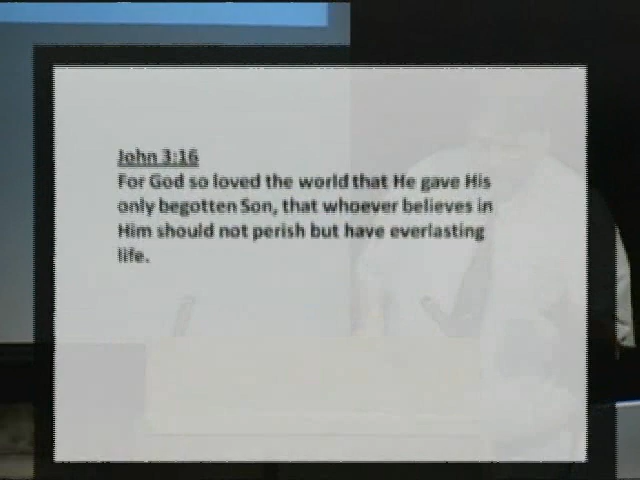 John 3:16
For God so loved the world that He gave His
only begotten Son, that whoever believes in
Him should not perish but have everlasting
life.